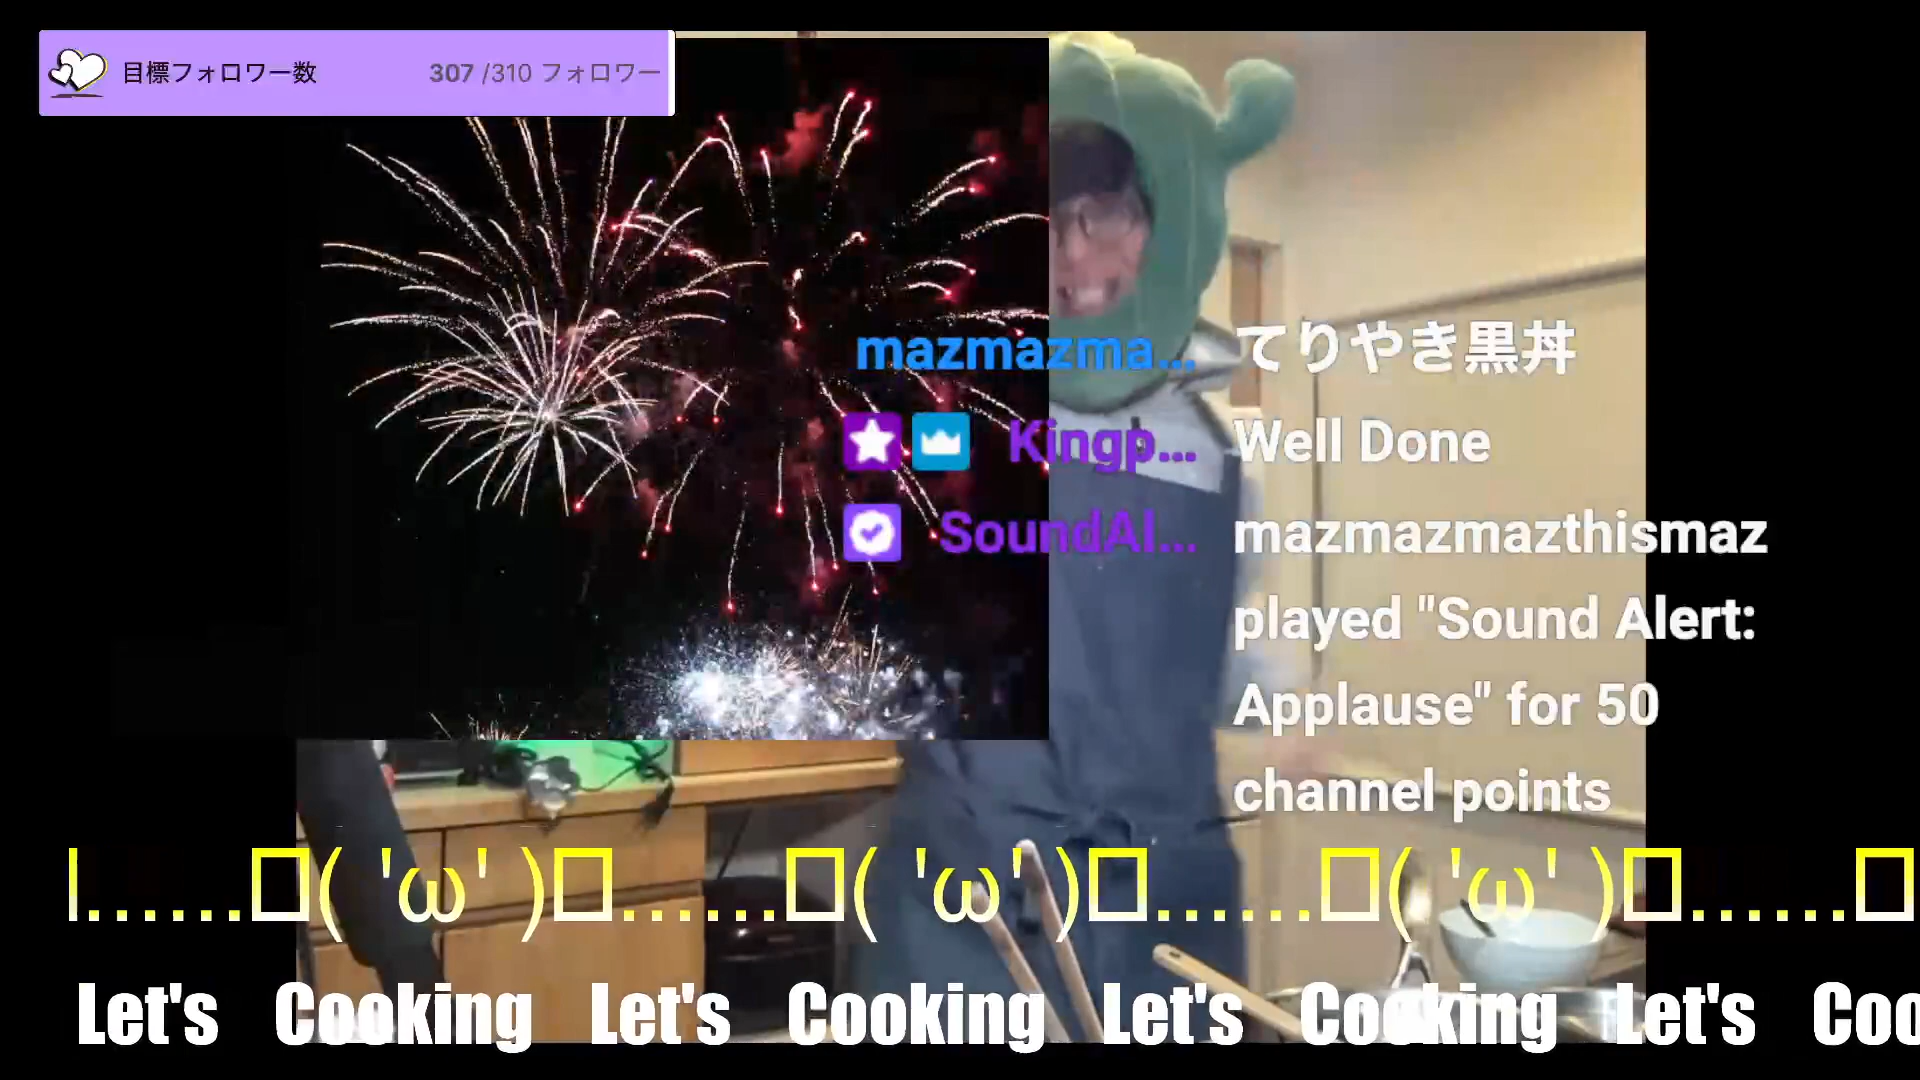 目標フォロワー数 307 /310 フォロワー
mazmazma... てりやき黒丼
Kingp... Well Done
SoundAl... mazmazmazthismaz
played "Sound Alert:
Applause" for 50
channel points
|......□( 'ω' )□......□( 'ω' )□......□( 'ω' )□......□
Let's Cooking Let's Cooking Let's Cooking Let's Coo